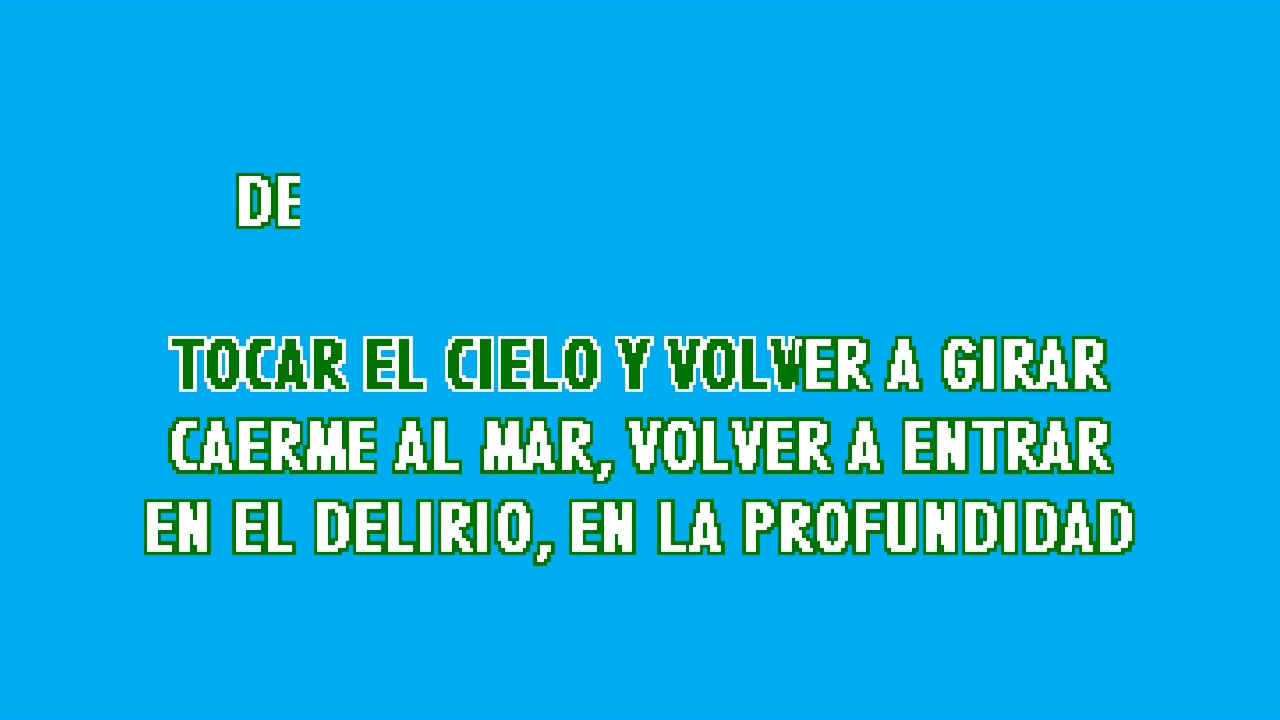 DE
TOCAR EL CIELO Y VOLVER A GIRAR
CAERME AL MAR, VOLVER A ENTRAR
EN EL DELIRIO, EN LA PROFUNDIDAD